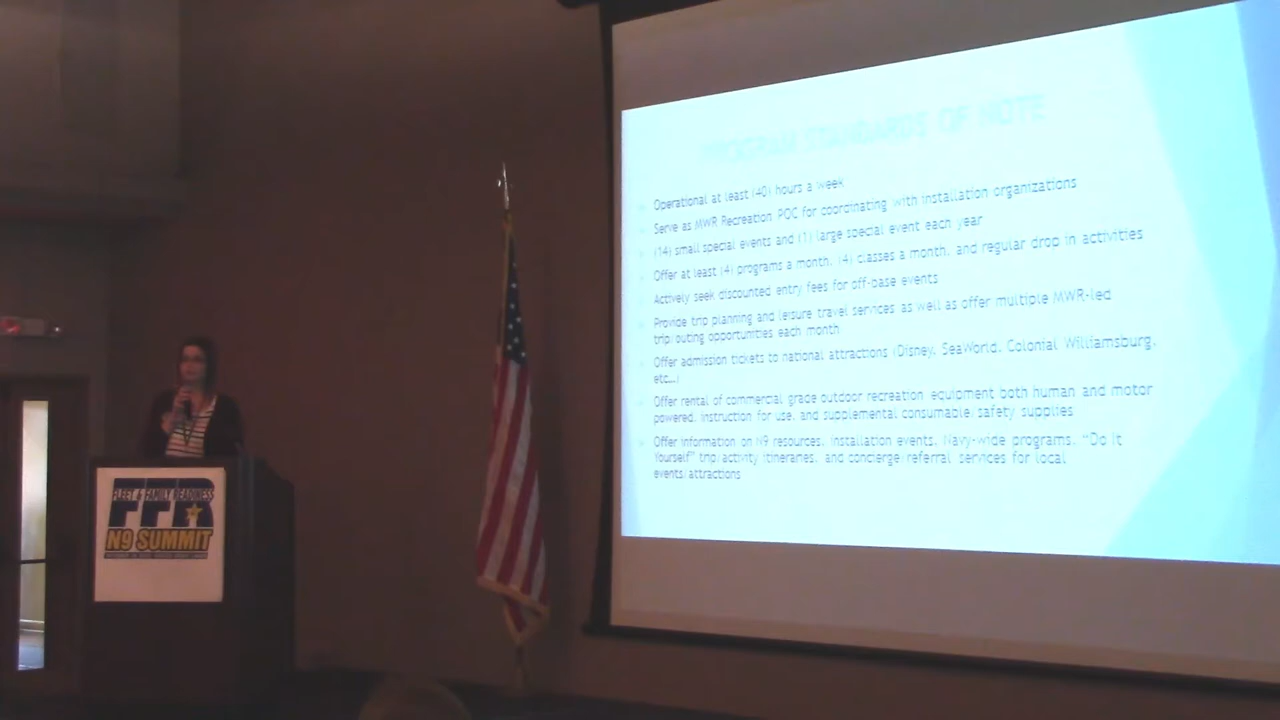 FLEET & FAMILY READINESS
FFR
N9 SUMMIT
PROGRAM STANDARDS OF NOTE
Operational at least (40) hours a week
Serve as MWR Recreation POC for coordinating with installation organizations
(14) small special events and (1) large special event each year
Offer at least (4) programs a month, (4) classes a month, and regular drop in activities
Actively seek discounted entry fees for off-base events
Provide trip planning and leisure travel services as well as offer multiple MWR-led
trip/outing opportunities each month
Offer admission tickets to national attractions (Disney, SeaWorld, Colonial Williamsburg,
etc…)
Offer rental of commercial grade outdoor recreation equipment both human and motor
powered, instruction for use, and supplemental consumable safety supplies
Offer information on N9 resources, installation events, Navy-wide programs, "Do It
Yourself" trip/activity itineraries, and concierge/referral services for local
events/attractions